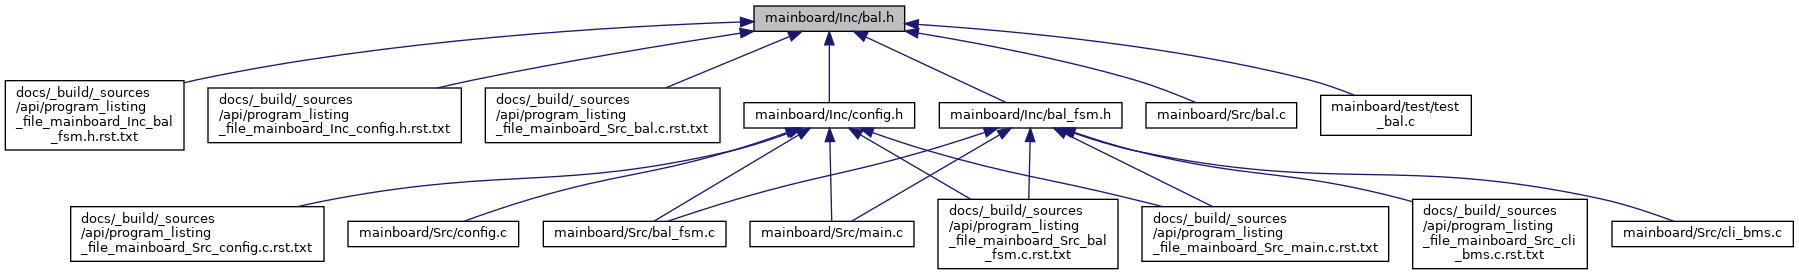 mainboard/Inc/bal.h
docs/_build/_sources
/api/program_listing
_file_mainboard_Inc_bal
_fsm.h.rst.txt
docs/_build/_sources
/api/program_listing
_file_mainboard_Inc_config.h.rst.txt
docs/_build/_sources
/api/program_listing
_file_mainboard_Src_bal.c.rst.txt
mainboard/Inc/config.h
mainboard/Inc/bal_fsm.h
mainboard/Src/bal.c
mainboard/test/test
_bal.c
docs/_build/_sources
/api/program_listing
_file_mainboard_Src_config.c.rst.txt
mainboard/Src/config.c
mainboard/Src/bal_fsm.c
mainboard/Src/main.c
docs/_build/_sources
/api/program_listing
_file_mainboard_Src_bal
_fsm.c.rst.txt
docs/_build/_sources
/api/program_listing
_file_mainboard_Src_main.c.rst.txt
docs/_build/_sources
/api/program_listing
_file_mainboard_Src_cli
_bms.c.rst.txt
mainboard/Src/cli_bms.c